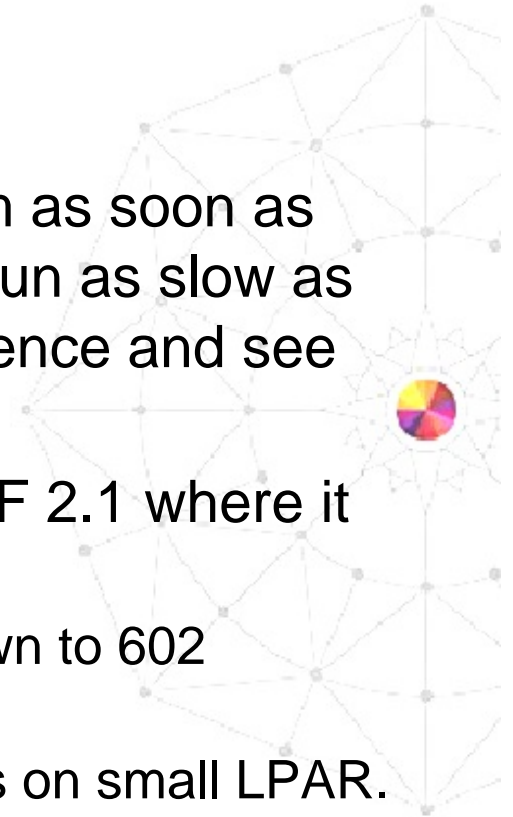 as soon as
un as slow as
ence and see
F 2.1 where it
wn to 602
s on small LPAR.